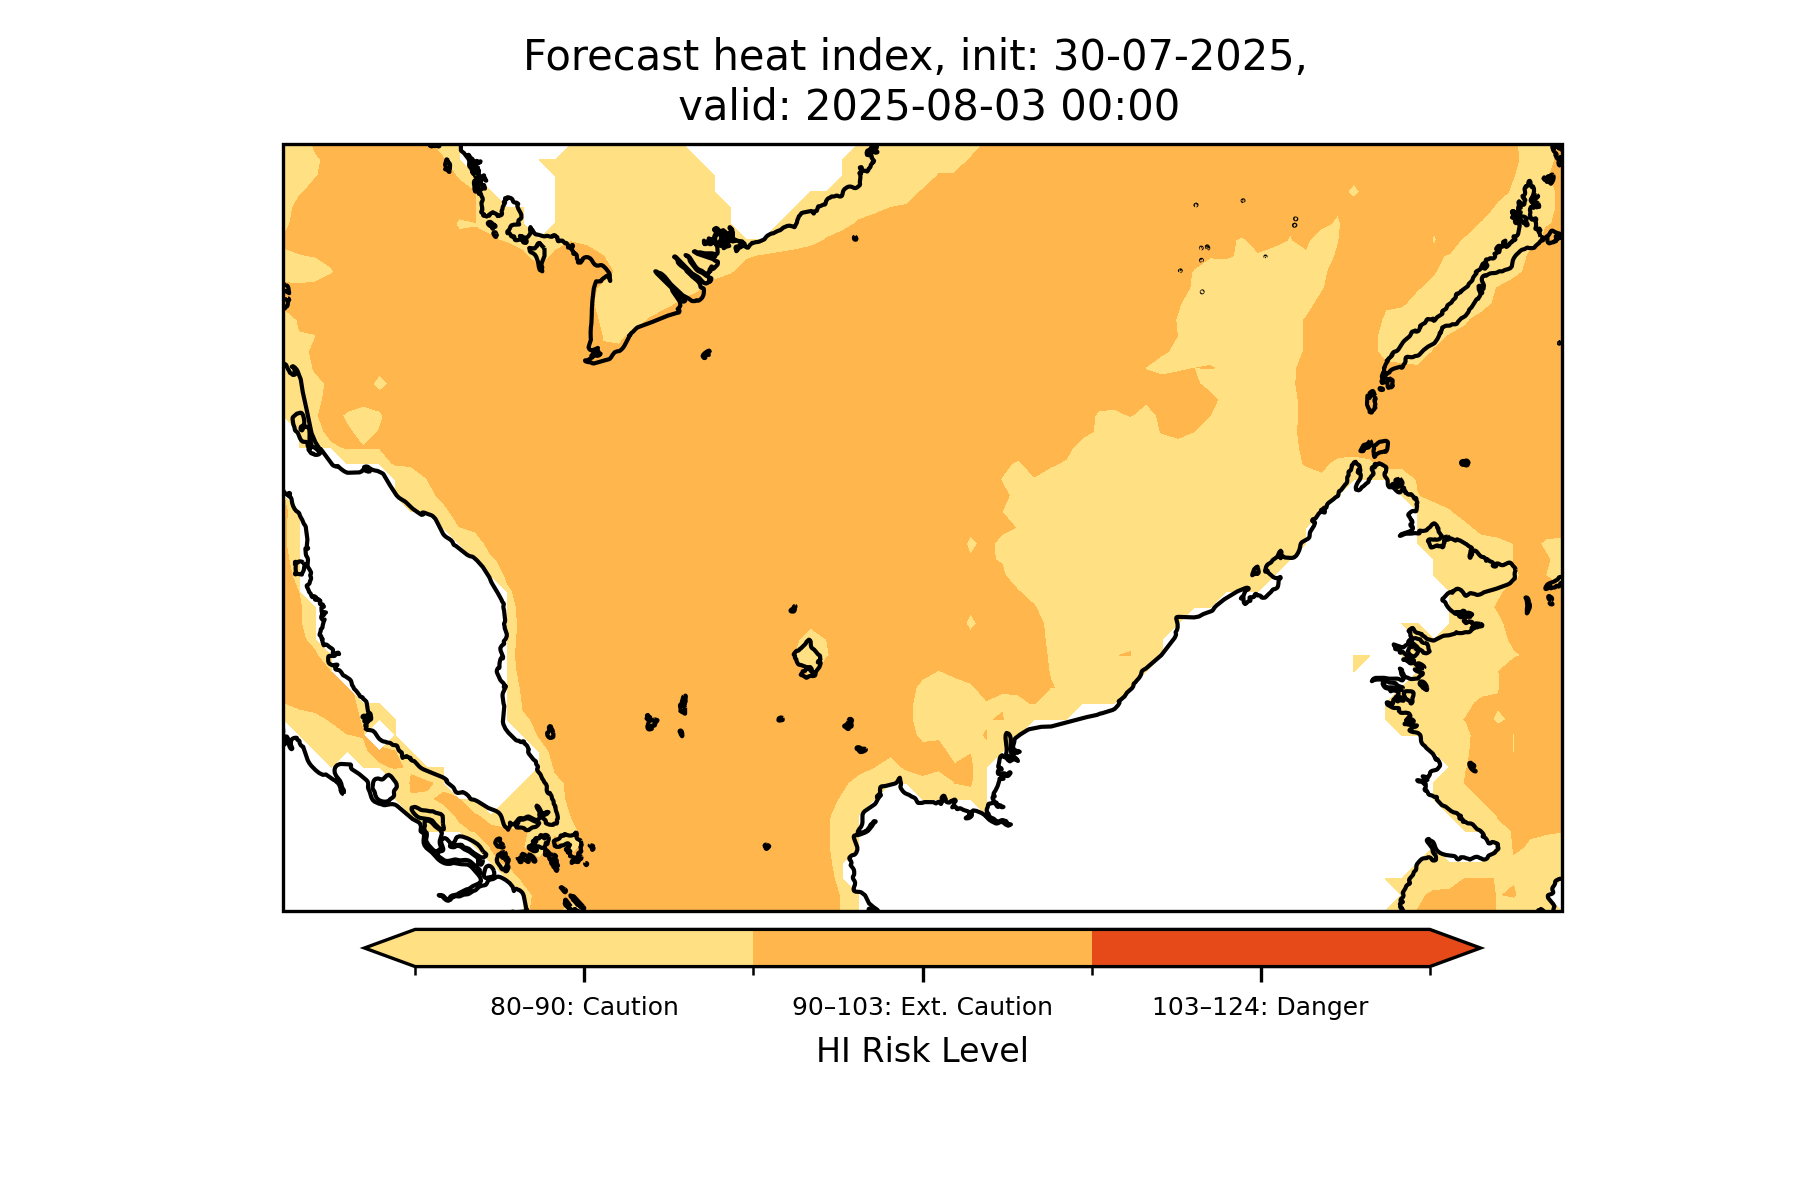 Forecast heat index, init: 30-07-2025,
valid: 2025-08-03 00:00
80–90: Caution
90–103: Ext. Caution
103–124: Danger
HI Risk Level